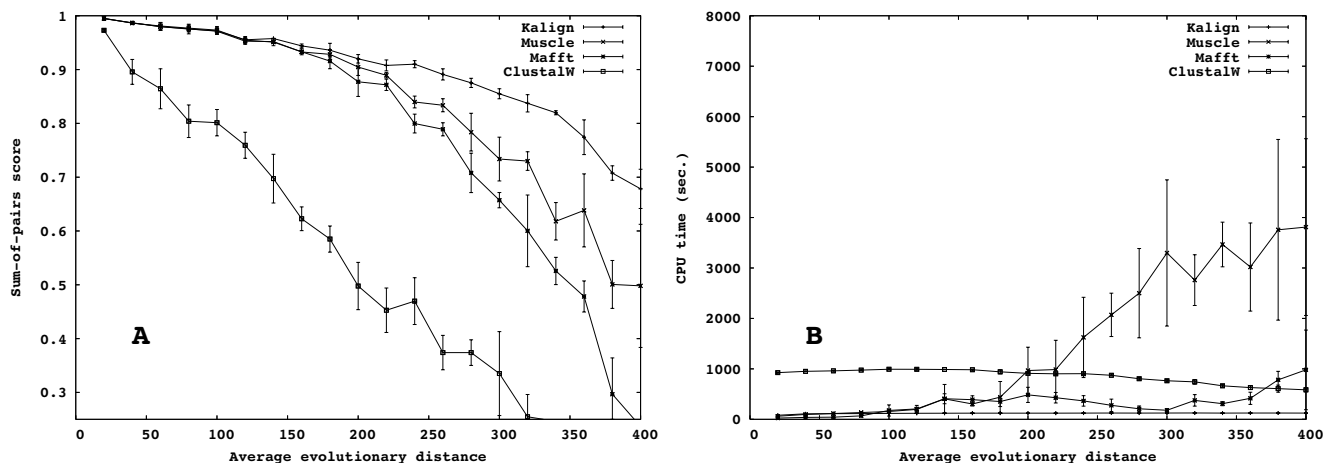 1
0.9
0.8
0.7
0.6
0.5
0.4
0.3
Sum-of-pairs score
0 50 100 150 200 250 300 350 400
Average evolutionary distance
Kalign
Muscle
Mafft
ClustalW
A
8000
7000
6000
5000
4000
3000
2000
1000
0
CPU time (sec.)
0 50 100 150 200 250 300 350 400
Average evolutionary distance
Kalign
Muscle
Mafft
ClustalW
B